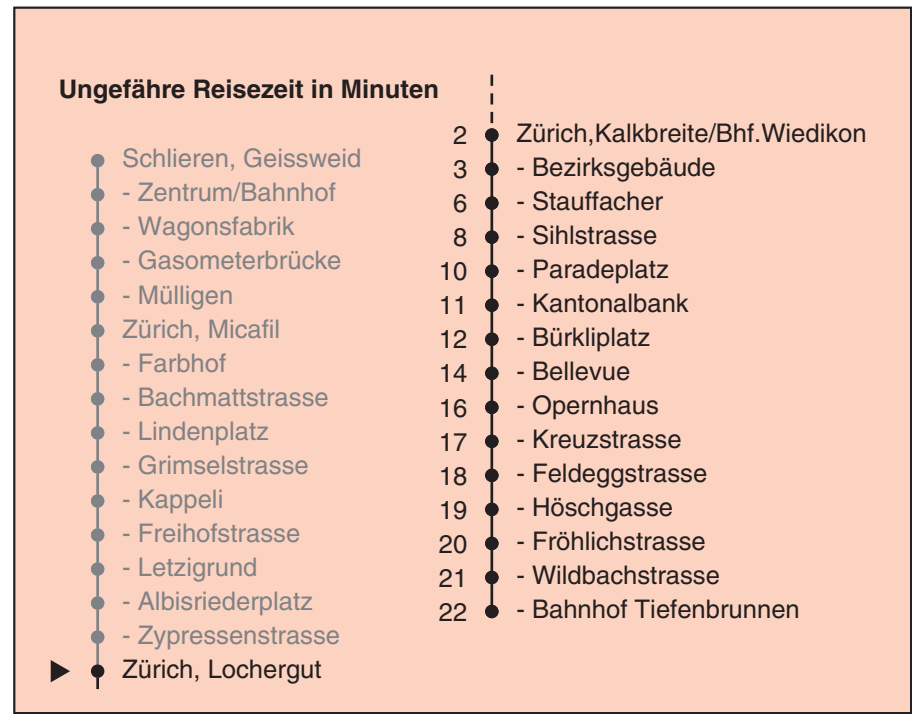 Ungefähre Reisezeit in Minuten
Schlieren, Geissweid
- Zentrum/Bahnhof
- Wagonsfabrik
- Gasometerbrücke
- Mülligen
Zürich, Micafil
- Farbhof
- Bachmattstrasse
- Lindenplatz
- Grimselstrasse
- Kappeli
- Freihofstrasse
- Letzigrund
- Albisriederplatz
- Zypressenstrasse
Zürich, Lochergut
2 Zürich,Kalkbreite/Bhf.Wiedikon
3 - Bezirksgebäude
6 - Stauffacher
8 - Sihlstrasse
10 - Paradeplatz
11 - Kantonalbank
12 - Bürkliplatz
14 - Bellevue
16 - Opernhaus
17 - Kreuzstrasse
18 - Feldeggstrasse
19 - Höschgasse
20 - Fröhlichstrasse
21 - Wildbachstrasse
22 - Bahnhof Tiefenbrunnen